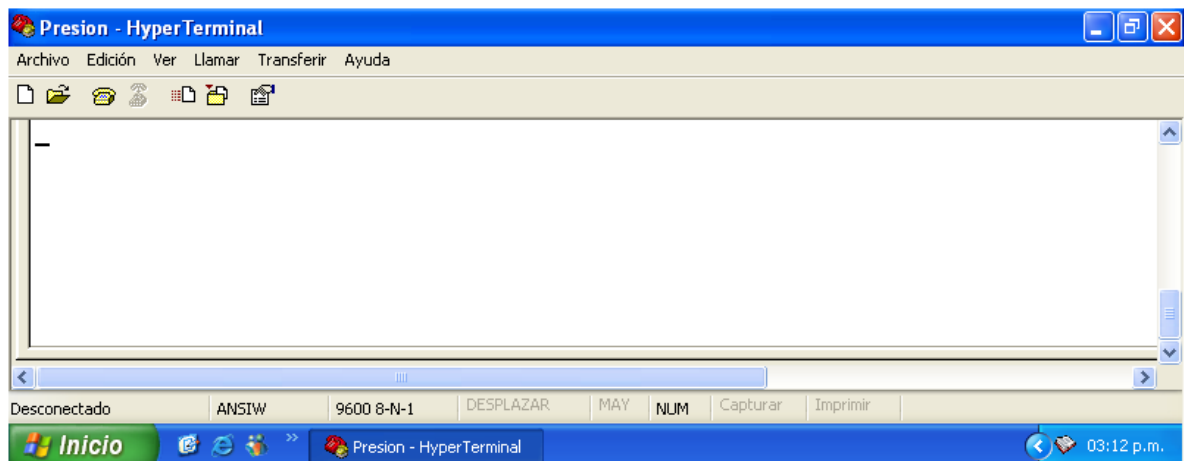 Presion - HyperTerminal
Archivo Edición Ver Llamar Transferir Ayuda
Desconectado ANSIW 9600 8-N-1 DESPLAZAR MAY NUM Capturar Imprimir
Inicio » Presion - HyperTerminal 03:12 p.m.